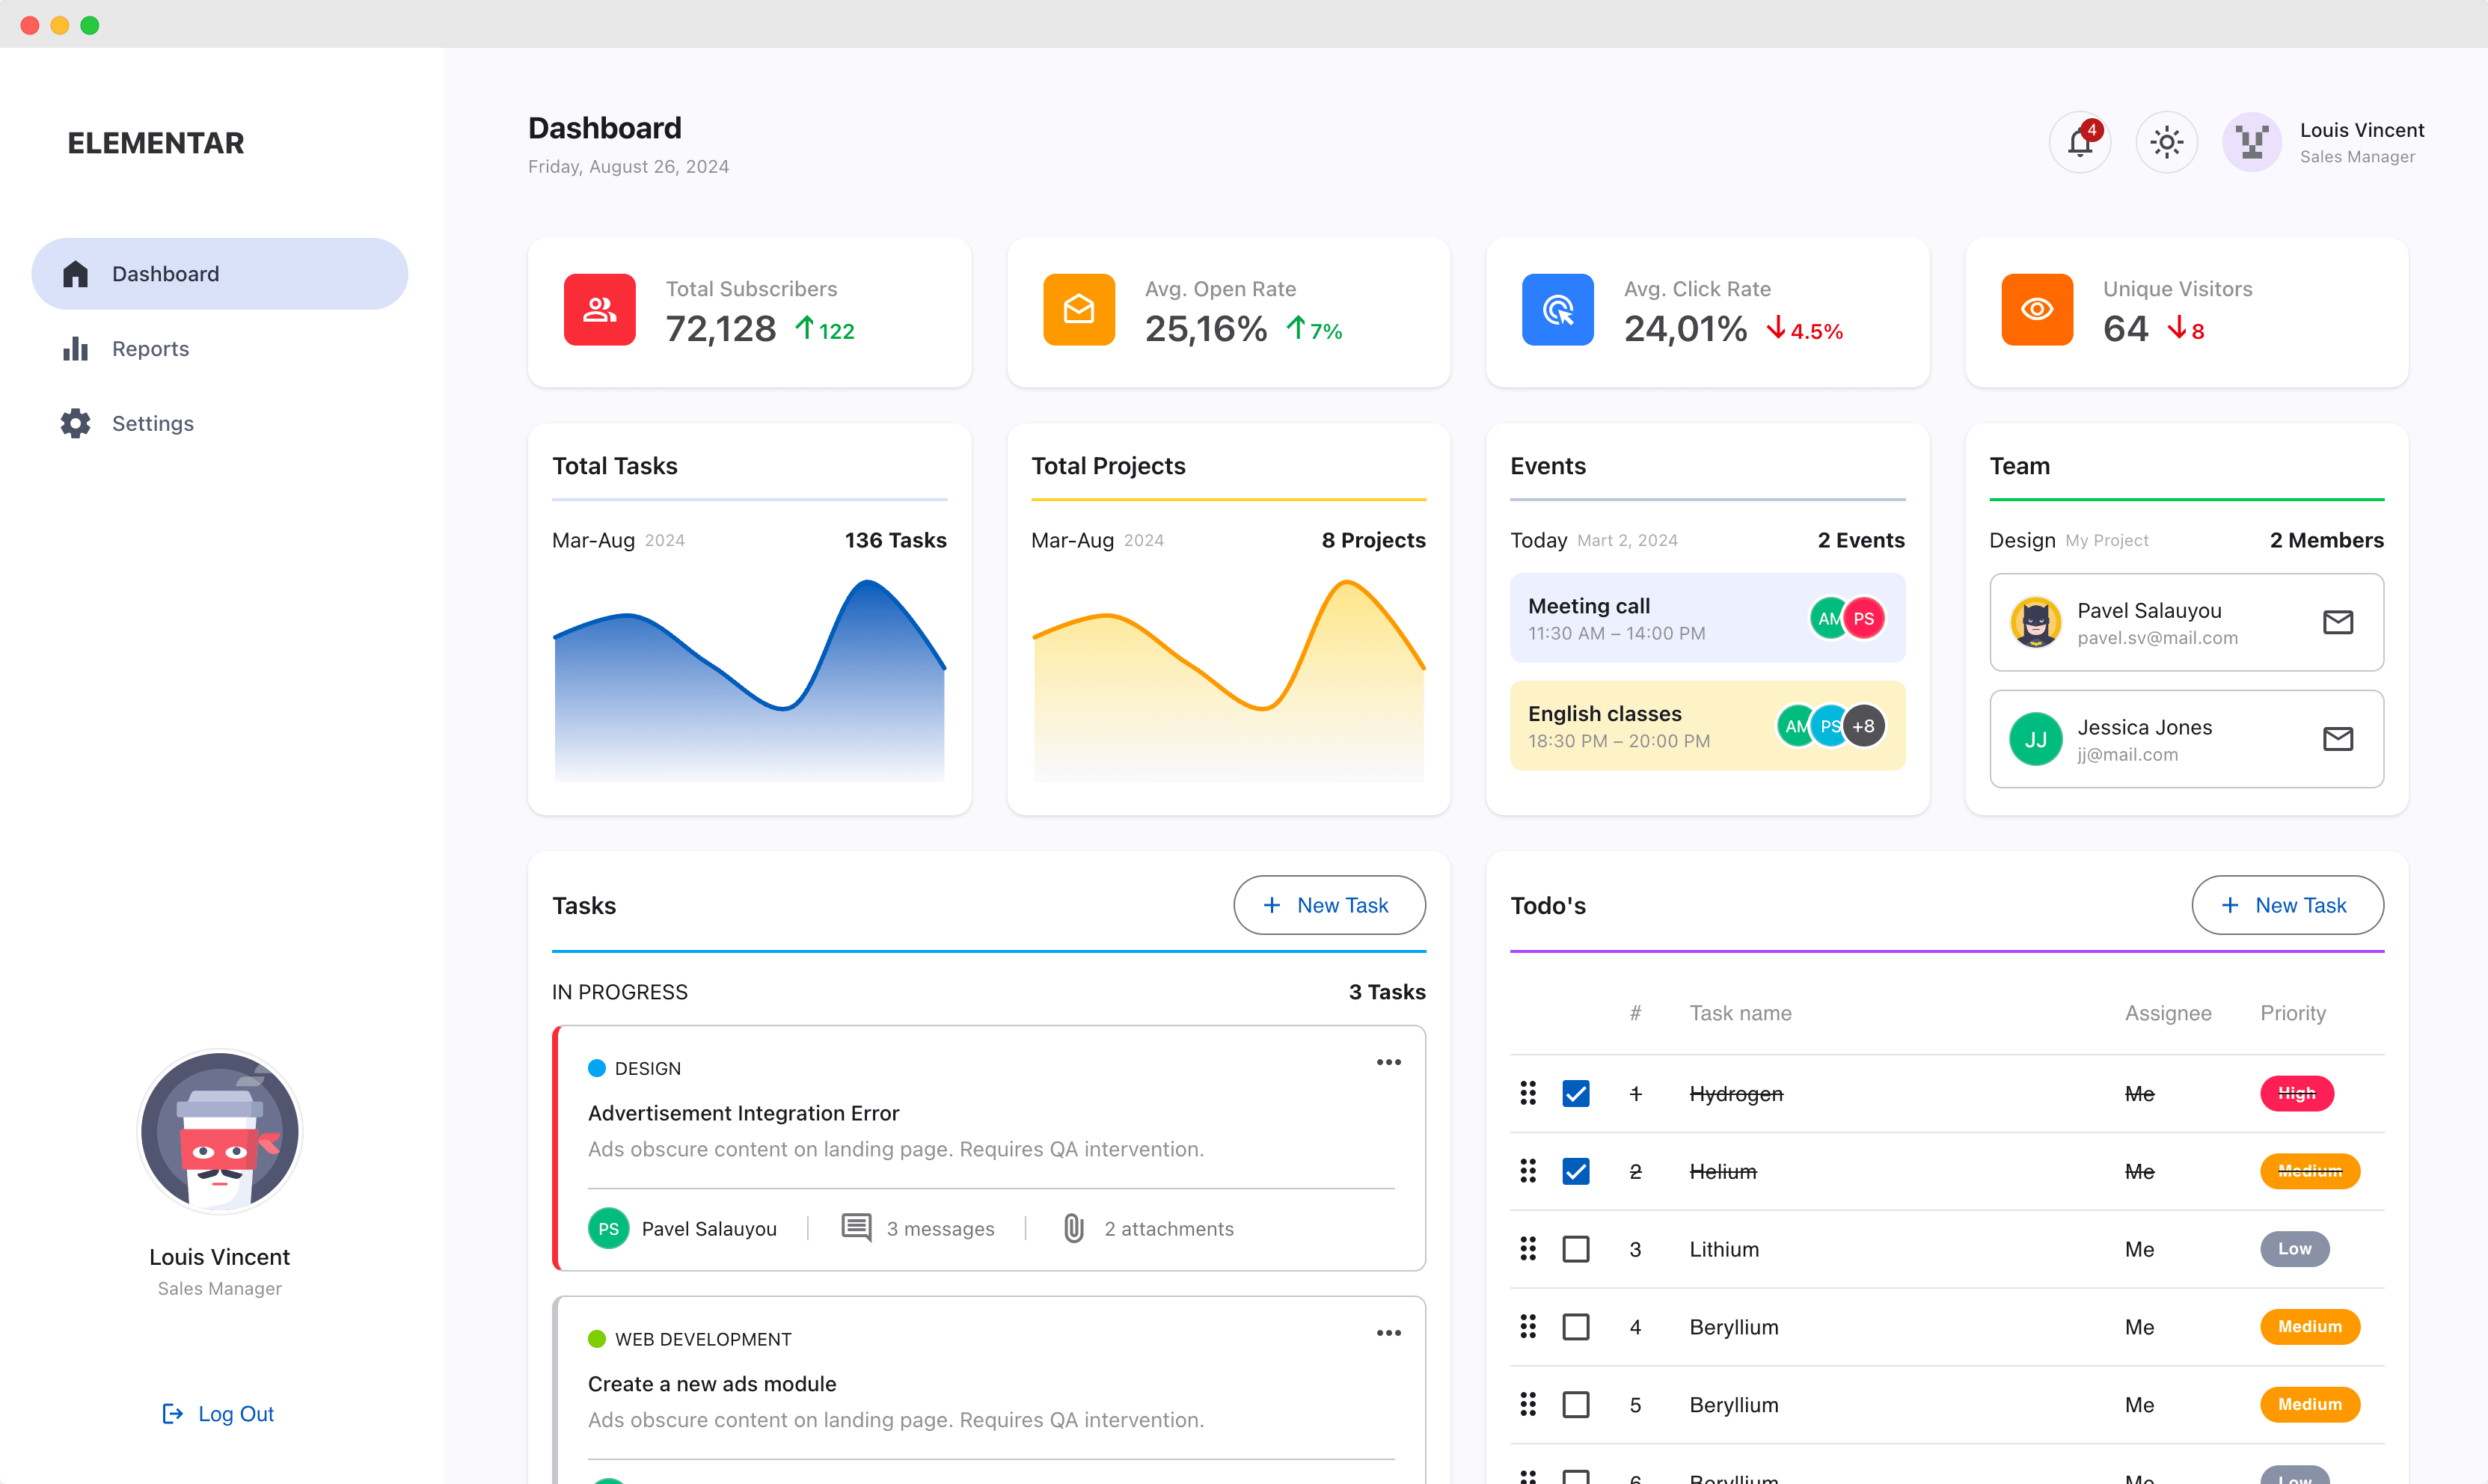 ELEMENTAR
Dashboard
Reports
Settings
Louis Vincent
Sales Manager
Log Out
Dashboard
Friday, August 26, 2024
4
Louis Vincent
Sales Manager
Total Subscribers
72,128 122
Avg. Open Rate
25,16% 7%
Avg. Click Rate
24,01% 4.5%
Unique Visitors
64 8
Total Tasks
Mar-Aug 2024 136 Tasks
Total Projects
Mar-Aug 2024 8 Projects
Events
Today Mart 2, 2024 2 Events
Meeting call
11:30 AM – 14:00 PM
AM PS
English classes
18:30 PM – 20:00 PM
AM PS +8
Team
Design My Project 2 Members
Pavel Salauyou
pavel.sv@mail.com
JJ
Jessica Jones
jj@mail.com
Tasks
+ New Task
IN PROGRESS 3 Tasks
DESIGN
Advertisement Integration Error
Ads obscure content on landing page. Requires QA intervention.
PS Pavel Salauyou 3 messages 2 attachments
WEB DEVELOPMENT
Create a new ads module
Ads obscure content on landing page. Requires QA intervention.
Todo's
+ New Task
# Task name Assignee Priority
1 Hydrogen Me High
2 Helium Me Medium
3 Lithium Me Low
4 Beryllium Me Medium
5 Beryllium Me Medium
6 Beryllium Me Low